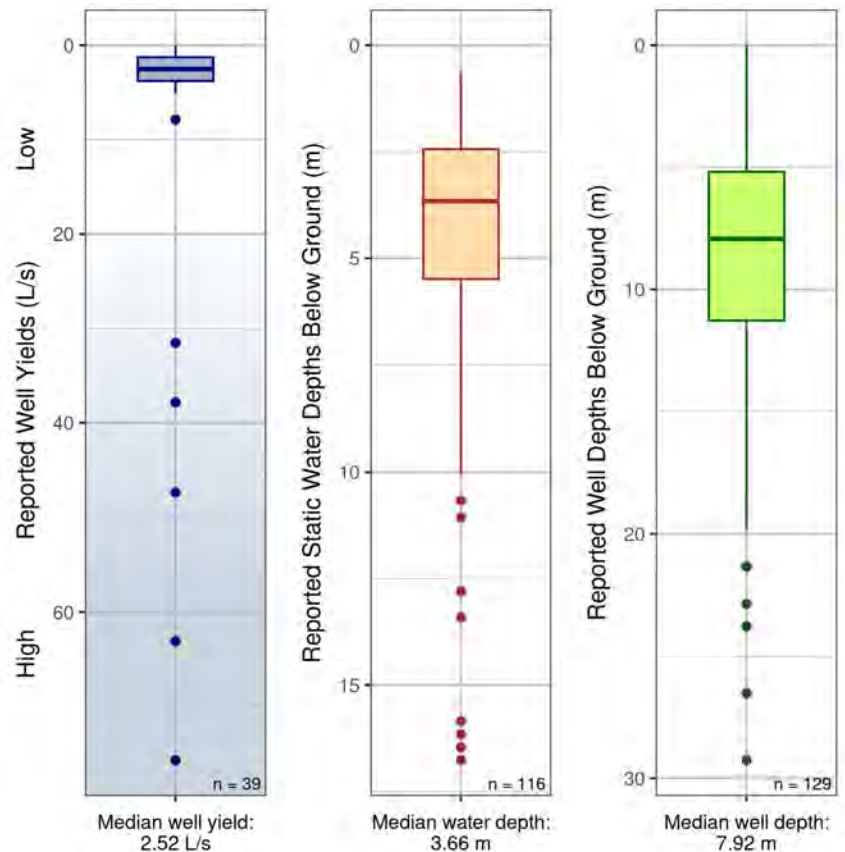 Reported Well Yields (L/s)
Low
High
0
20
40
60
n = 39
Median well yield:
2.52 L/s
Reported Static Water Depths Below Ground (m)
0
5
10
15
n = 116
Median water depth:
3.66 m
Reported Well Depths Below Ground (m)
0
10
20
30
n = 129
Median well depth:
7.92 m